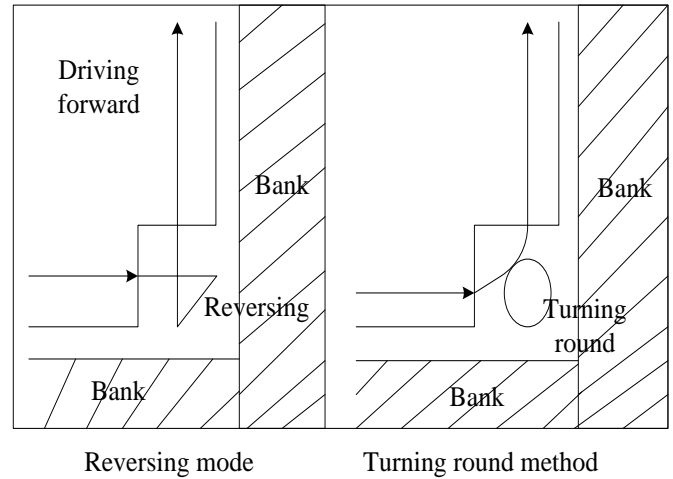 Driving
forward
Bank
Reversing
Bank
Bank
Turning
round
Bank
Reversing mode
Turning round method